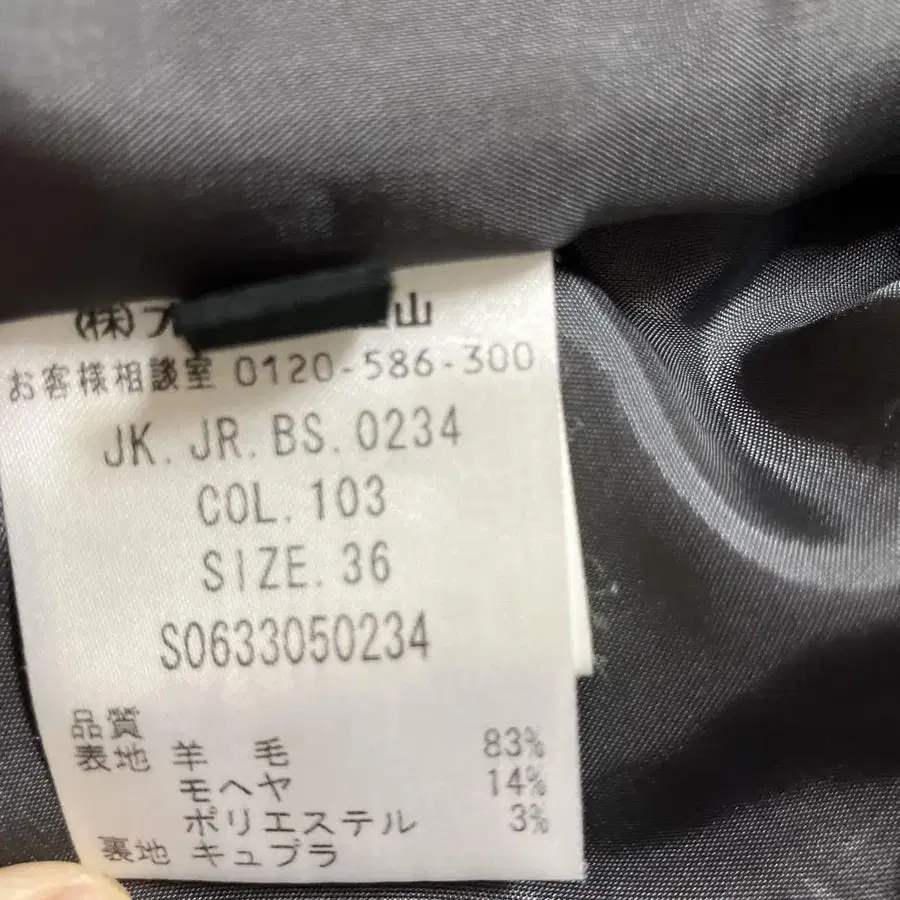 (株)
山
お客様相談室 0120-586-300
JK.JR.BS.0234
COL.103
SIZE.36
S0633050234
品質
表地 羊 毛 83%
モヘヤ 14%
ポリエステル 3%
裏地 キュプラ